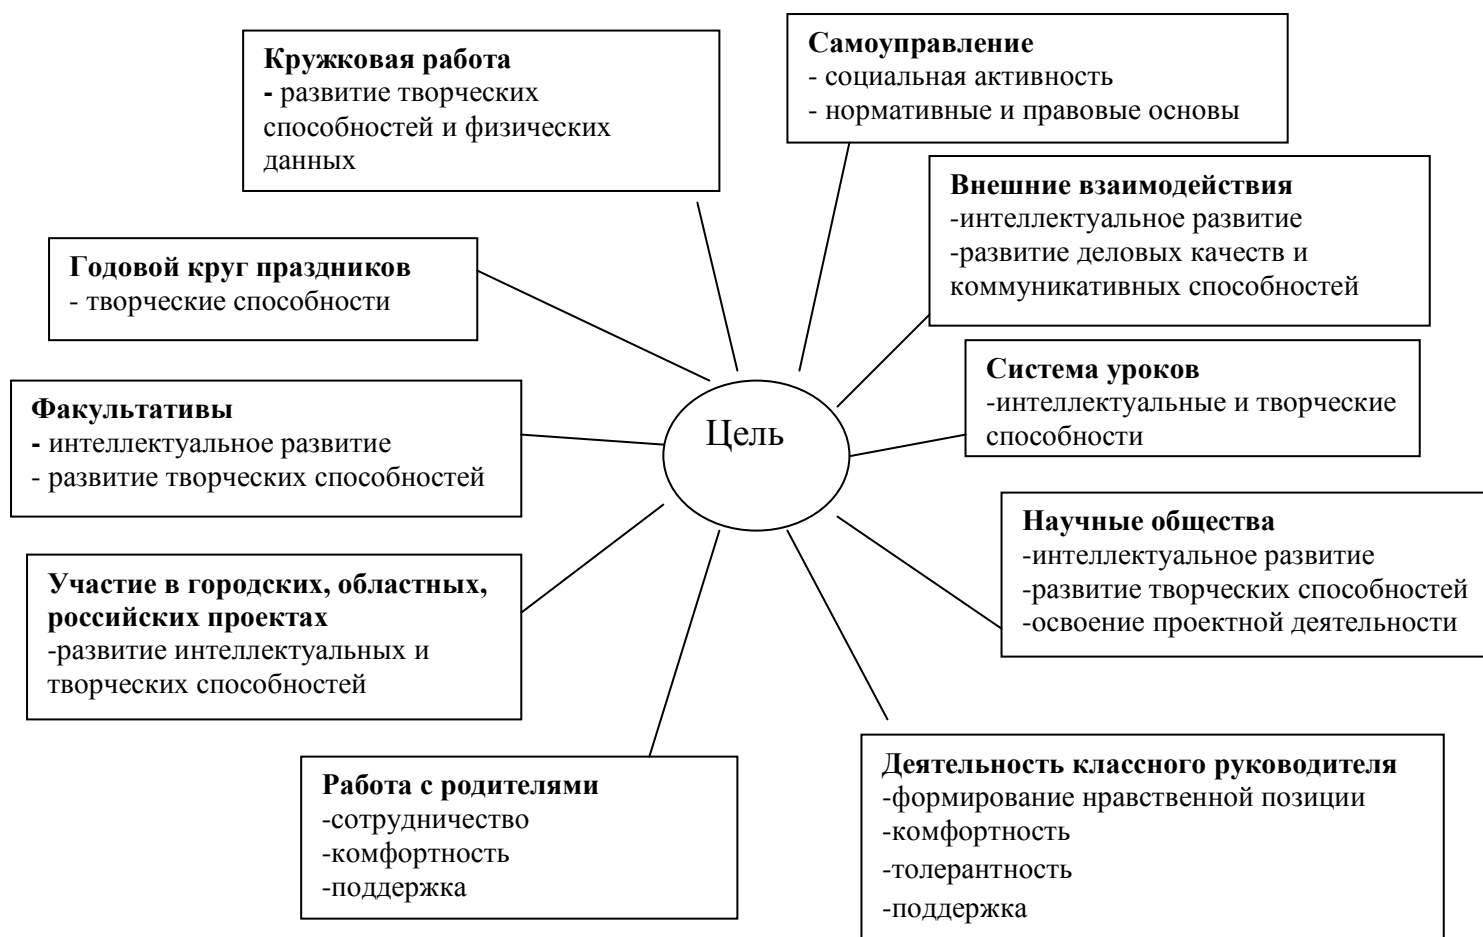 Кружковая работа
- развитие творческих
способностей и физических
данных
Самоуправление
- социальная активность
- нормативные и правовые основы
Внешние взаимодействия
-интеллектуальное развитие
-развитие деловых качеств и
коммуникативных способностей
Годовой круг праздников
- творческие способности
Система уроков
-интеллектуальные и творческие
способности
Факультативы
- интеллектуальное развитие
- развитие творческих способностей
Цель
Научные общества
-интеллектуальное развитие
-развитие творческих способностей
-освоение проектной деятельности
Участие в городских, областных,
российских проектах
-развитие интеллектуальных и
творческих способностей
Работа с родителями
-сотрудничество
-комфортность
-поддержка
Деятельность классного руководителя
-формирование нравственной позиции
-комфортность
-толерантность
-поддержка